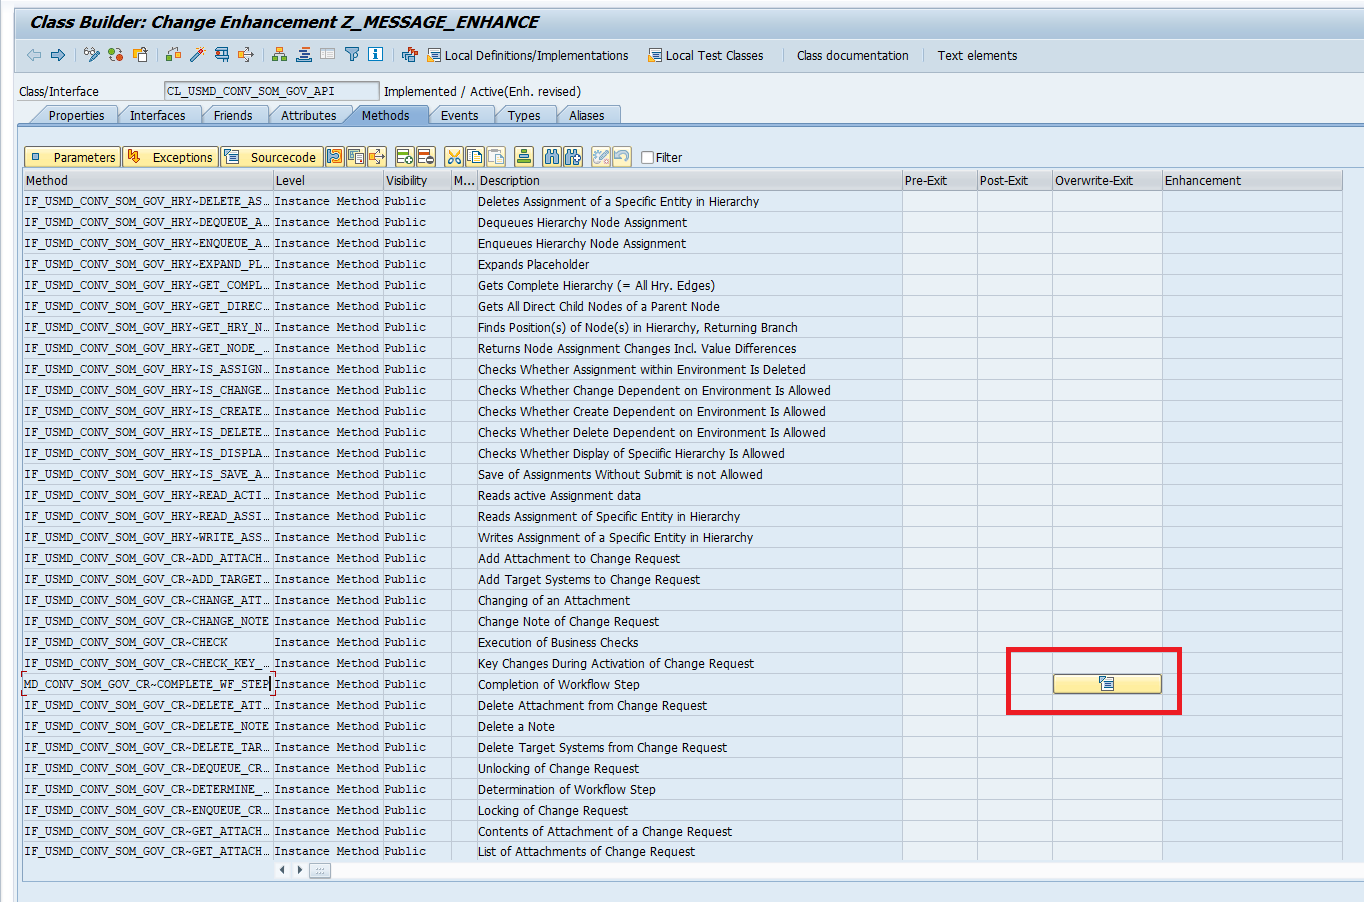 Class Builder: Change Enhancement Z_MESSAGE_ENHANCE
Local Definitions/Implementations Local Test Classes Class documentation Text elements
Class/Interface CL_USMD_CONV_SOM_GOV_API Implemented / Active(Enh. revised)
Properties Interfaces Friends Attributes Methods Events Types Aliases
Parameters Exceptions Sourcecode Filter
Method Level Visibility M... Description Pre-Exit Post-Exit Overwrite-Exit Enhancement
IF_USMD_CONV_SOM_GOV_HRY~DELETE_AS… Instance Method Public Deletes Assignment of a Specific Entity in Hierarchy
IF_USMD_CONV_SOM_GOV_HRY~DEQUEUE_A… Instance Method Public Dequeues Hierarchy Node Assignment
IF_USMD_CONV_SOM_GOV_HRY~ENQUEUE_A… Instance Method Public Enqueues Hierarchy Node Assignment
IF_USMD_CONV_SOM_GOV_HRY~EXPAND_PL… Instance Method Public Expands Placeholder
IF_USMD_CONV_SOM_GOV_HRY~GET_COMPL… Instance Method Public Gets Complete Hierarchy (= All Hry. Edges)
IF_USMD_CONV_SOM_GOV_HRY~GET_DIREC… Instance Method Public Gets All Direct Child Nodes of a Parent Node
IF_USMD_CONV_SOM_GOV_HRY~GET_HRY_N… Instance Method Public Finds Position(s) of Node(s) in Hierarchy, Returning Branch
IF_USMD_CONV_SOM_GOV_HRY~GET_NODE_… Instance Method Public Returns Node Assignment Changes Incl. Value Differences
IF_USMD_CONV_SOM_GOV_HRY~IS_ASSIGN… Instance Method Public Checks Whether Assignment within Environment Is Deleted
IF_USMD_CONV_SOM_GOV_HRY~IS_CHANGE… Instance Method Public Checks Whether Change Dependent on Environment Is Allowed
IF_USMD_CONV_SOM_GOV_HRY~IS_CREATE… Instance Method Public Checks Whether Create Dependent on Environment Is Allowed
IF_USMD_CONV_SOM_GOV_HRY~IS_DELETE… Instance Method Public Checks Whether Delete Dependent on Environment Is Allowed
IF_USMD_CONV_SOM_GOV_HRY~IS_DISPLA… Instance Method Public Checks Whether Display of Speciific Hierarchy Is Allowed
IF_USMD_CONV_SOM_GOV_HRY~IS_SAVE_A… Instance Method Public Save of Assignments Without Submit is not Allowed
IF_USMD_CONV_SOM_GOV_HRY~READ_ACTI… Instance Method Public Reads active Assignment data
IF_USMD_CONV_SOM_GOV_HRY~READ_ASSI… Instance Method Public Reads Assignment of Specific Entity in Hierarchy
IF_USMD_CONV_SOM_GOV_HRY~WRITE_ASS… Instance Method Public Writes Assignment of a Specific Entity in Hierarchy
IF_USMD_CONV_SOM_GOV_CR~ADD_ATTACH… Instance Method Public Add Attachment to Change Request
IF_USMD_CONV_SOM_GOV_CR~ADD_TARGET… Instance Method Public Add Target Systems to Change Request
IF_USMD_CONV_SOM_GOV_CR~CHANGE_ATT… Instance Method Public Changing of an Attachment
IF_USMD_CONV_SOM_GOV_CR~CHANGE_NOTE Instance Method Public Change Note of Change Request
IF_USMD_CONV_SOM_GOV_CR~CHECK Instance Method Public Execution of Business Checks
IF_USMD_CONV_SOM_GOV_CR~CHECK_KEY_… Instance Method Public Key Changes During Activation of Change Request
MD_CONV_SOM_GOV_CR~COMPLETE_WF_STEP Instance Method Public Completion of Workflow Step
IF_USMD_CONV_SOM_GOV_CR~DELETE_ATT… Instance Method Public Delete Attachment from Change Request
IF_USMD_CONV_SOM_GOV_CR~DELETE_NOTE Instance Method Public Delete a Note
IF_USMD_CONV_SOM_GOV_CR~DELETE_TAR… Instance Method Public Delete Target Systems from Change Request
IF_USMD_CONV_SOM_GOV_CR~DEQUEUE_CR… Instance Method Public Unlocking of Change Request
IF_USMD_CONV_SOM_GOV_CR~DETERMINE_… Instance Method Public Determination of Workflow Step
IF_USMD_CONV_SOM_GOV_CR~ENQUEUE_CR… Instance Method Public Locking of Change Request
IF_USMD_CONV_SOM_GOV_CR~GET_ATTACH… Instance Method Public Contents of Attachment of a Change Request
IF_USMD_CONV_SOM_GOV_CR~GET_ATTACH… Instance Method Public List of Attachments of Change Request